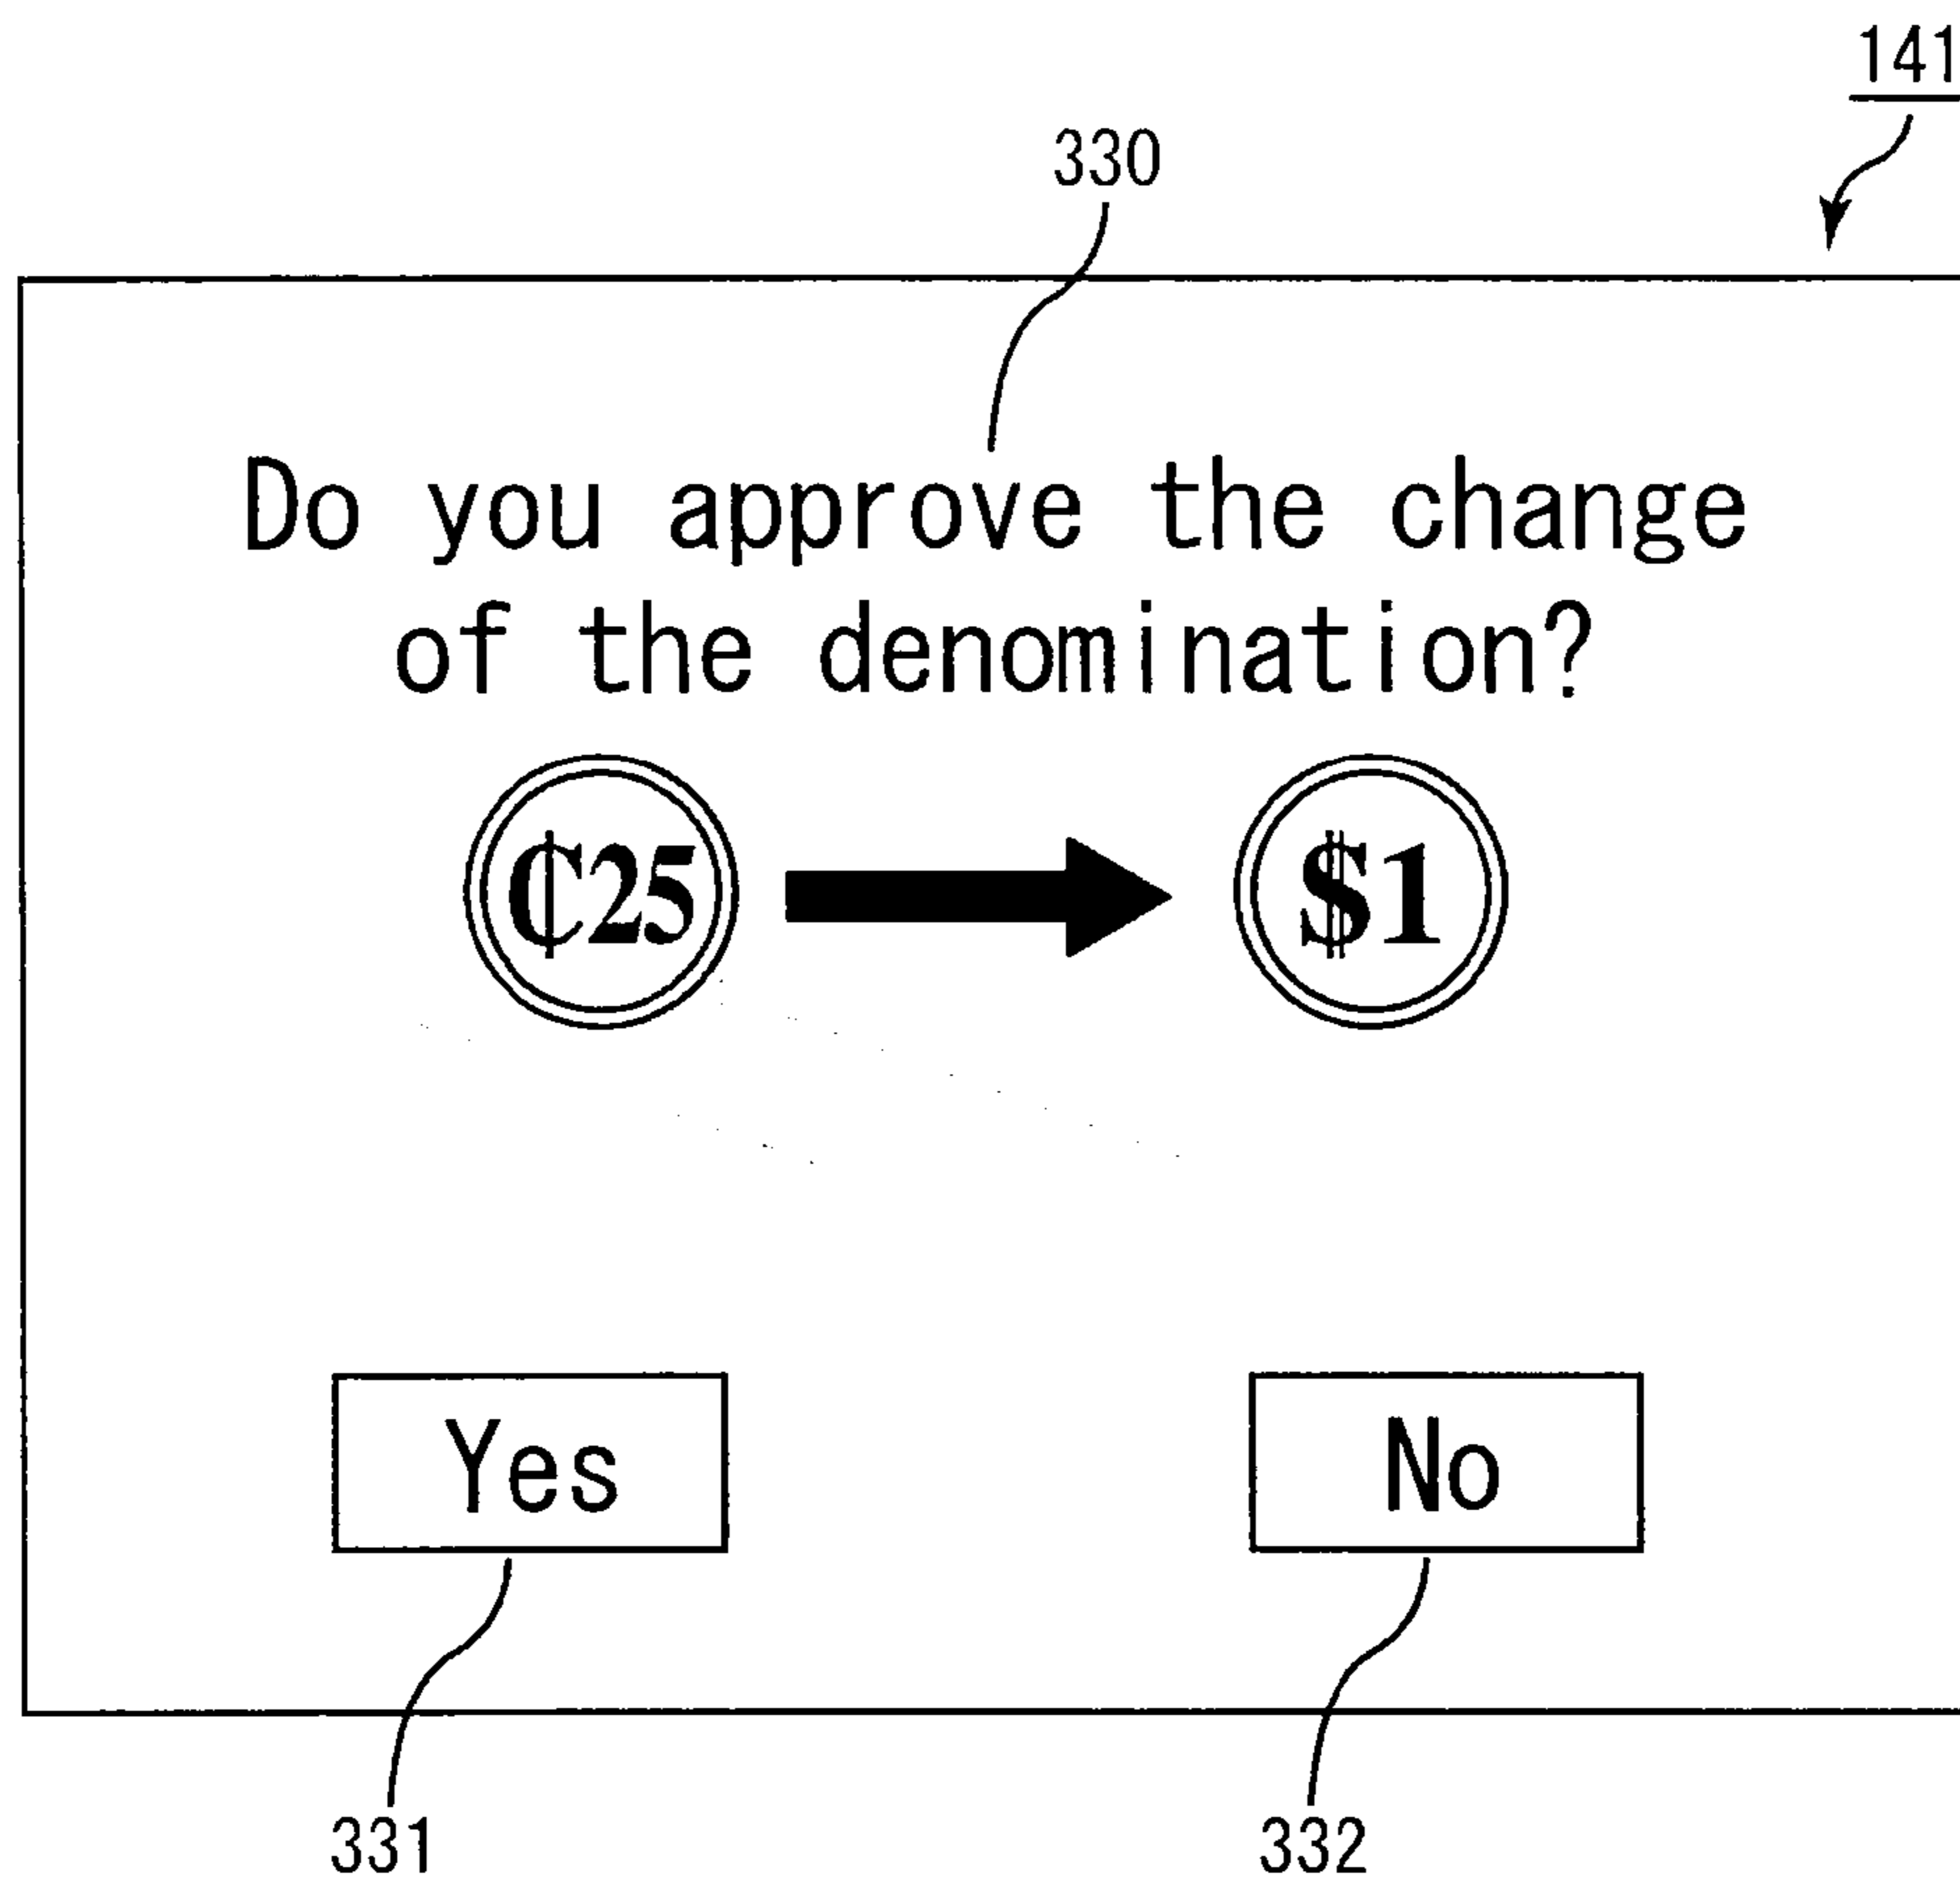 141
330
Do you approve the change
of the denomination?
₵25 $1
Yes No
331 332